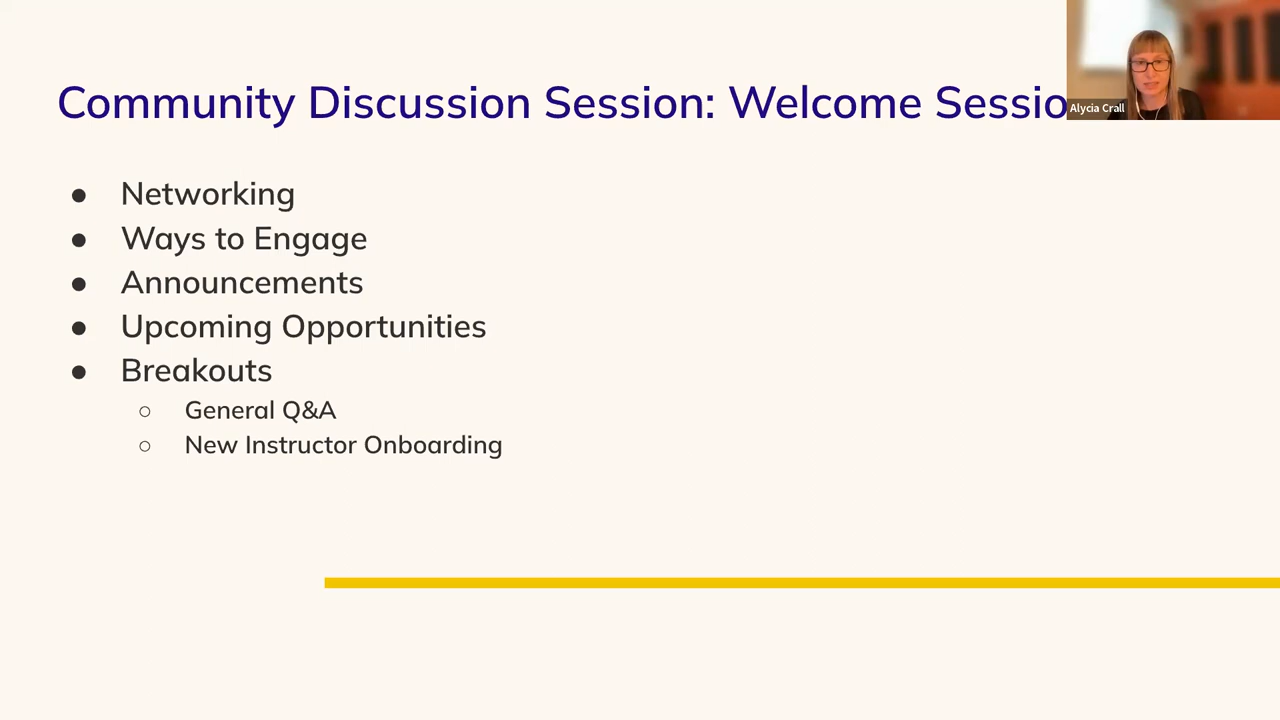 Community Discussion Session: Welcome Sessio
Alycia Crall
● Networking
● Ways to Engage
● Announcements
● Upcoming Opportunities
● Breakouts
○ General Q&A
○ New Instructor Onboarding